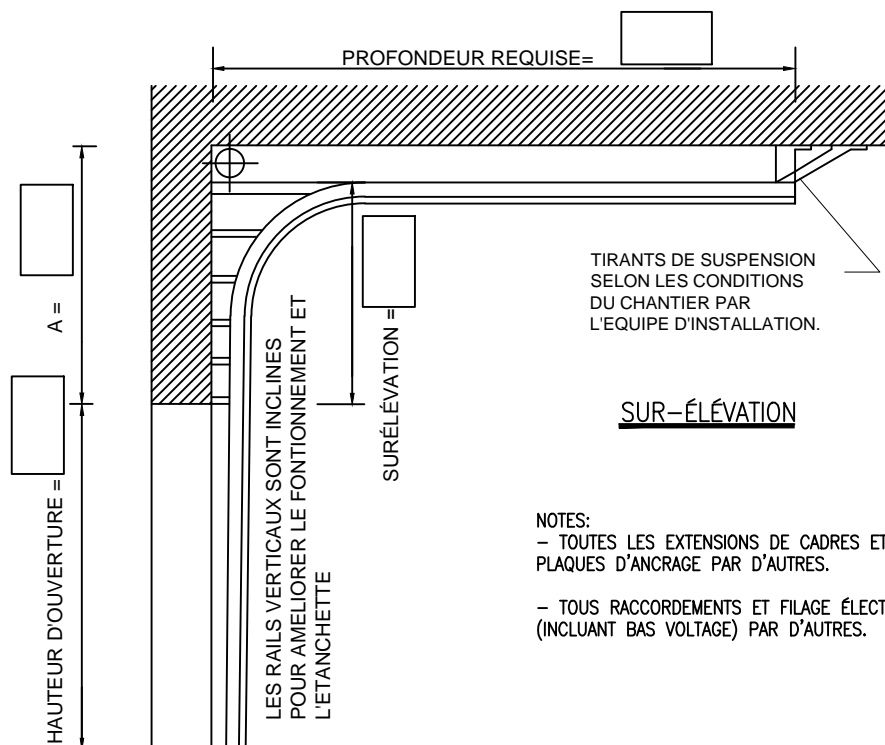 PROFONDEUR REQUISE=
A =
HAUTEUR D'OUVERTURE =
LES RAILS VERTICAUX SONT INCLINES
POUR AMELIORER LE FONTIONNEMENT ET
L'ETANCHETTE
SURÉLÉVATION =
TIRANTS DE SUSPENSION
SELON LES CONDITIONS
DU CHANTIER PAR
L'EQUIPE D'INSTALLATION.
SUR-ÉLÉVATION
NOTES:
- TOUTES LES EXTENSIONS DE CADRES ET
PLAQUES D'ANCRAGE PAR D'AUTRES.
- TOUS RACCORDEMENTS ET FILAGE ÉLECT
(INCLUANT BAS VOLTAGE) PAR D'AUTRES.